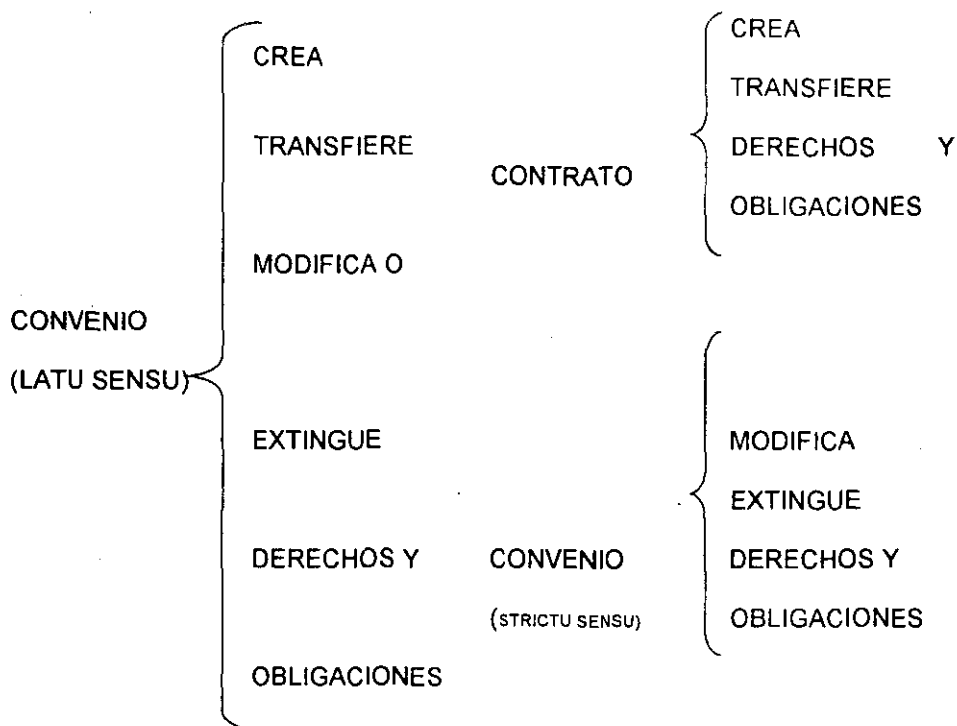 CONVENIO
(LATU SENSU)
CREA
TRANSFIERE
MODIFICA O
EXTINGUE
DERECHOS Y
OBLIGACIONES
CONTRATO
CREA
TRANSFIERE
DERECHOS Y
OBLIGACIONES
CONVENIO
(STRICTU SENSU)
MODIFICA
EXTINGUE
DERECHOS Y
OBLIGACIONES